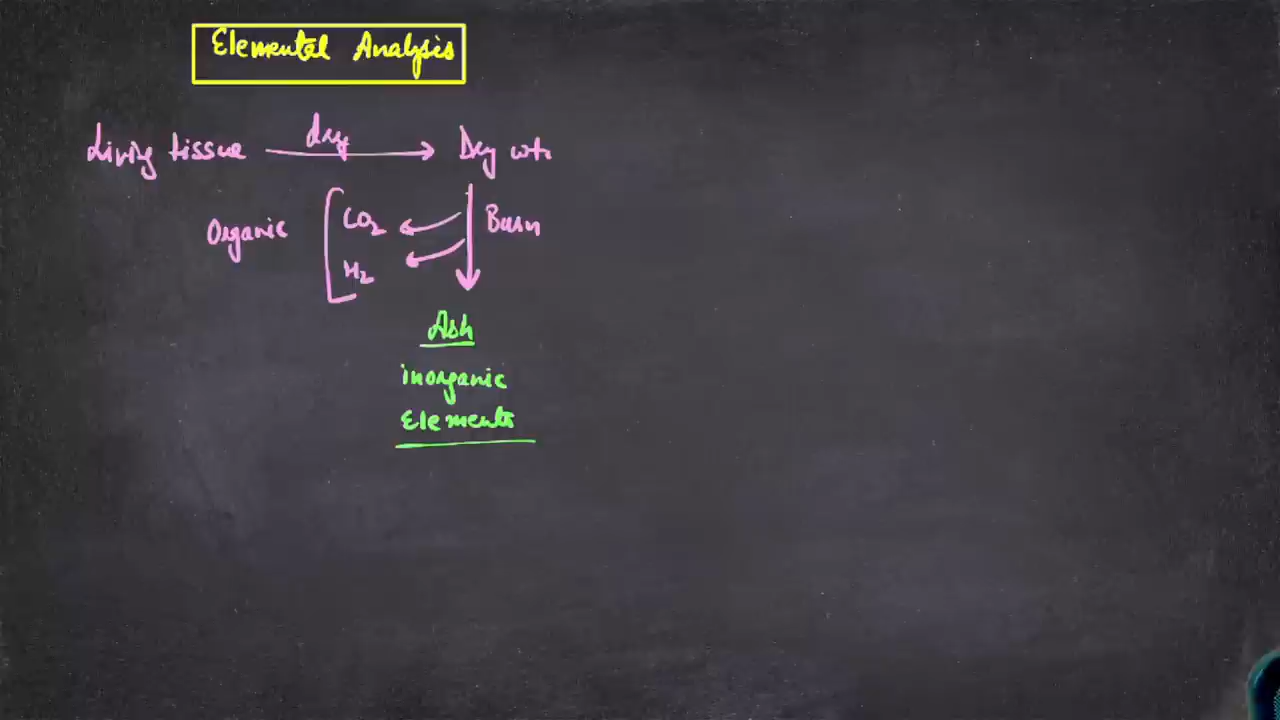 Elemental Analysis
Living tissue dry Dry wt.
Organic CO2 Burn
H2
Ash
inorganic
Elements